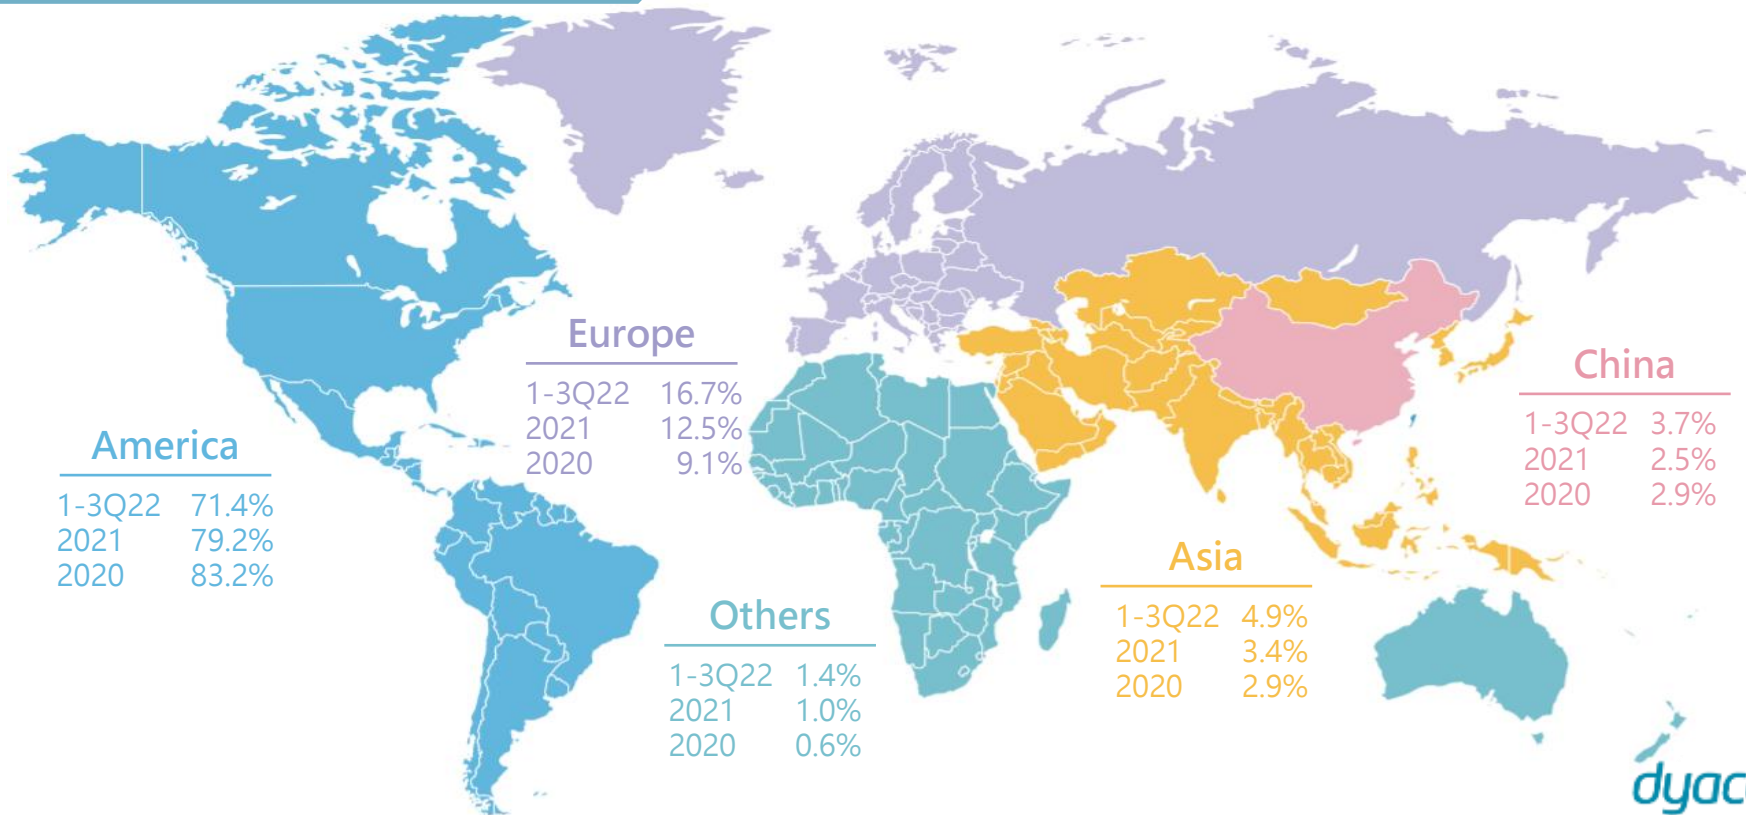 Europe
1-3Q22 16.7%
2021 12.5%
2020 9.1%
America
1-3Q22 71.4%
2021 79.2%
2020 83.2%
China
1-3Q22 3.7%
2021 2.5%
2020 2.9%
Asia
1-3Q22 4.9%
2021 3.4%
2020 2.9%
Others
1-3Q22 1.4%
2021 1.0%
2020 0.6%
dyac